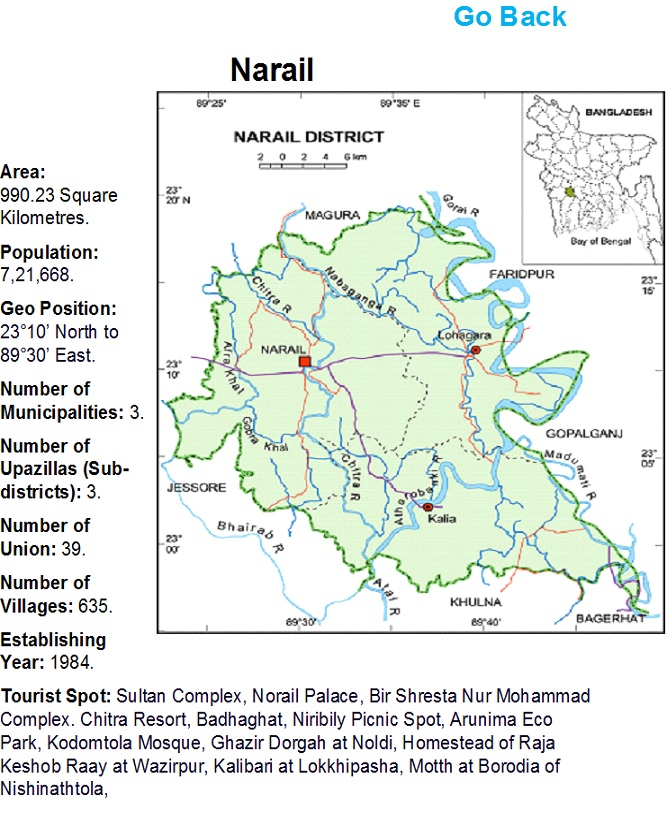 Go Back
Narail
Area:
990.23 Square
Kilometres.
Population:
7,21,668.
Geo Position:
23°10’ North to
89°30’ East.
Number of
Municipalities: 3.
Number of
Upazillas (Sub-
districts): 3.
Number of
Union: 39.
Number of
Villages: 635.
Establishing
Year: 1984.
89°25'
89°35' E
NARAIL DISTRICT
2 0 2 4 6 km
BANGLADESH
Bay of Bengal
23°
20' N
MAGURA
Gorai R
FARIDPUR
23°
15'
Chitra R
Nabaganga R
Lohagara
NARAIL
Afra Khal
23°
10'
Gobra Khal
GOPALGANJ
23°
05'
Madumati R
Chitra R
JESSORE
Kalia
Bhairab R
23°
00'
Atai R
KHULNA
BAGERHAT
89°30'
89°40'
Tourist Spot: Sultan Complex, Norail Palace, Bir Shresta Nur Mohammad
Complex. Chitra Resort, Badhaghat, Niribily Picnic Spot, Arunima Eco
Park, Kodomtola Mosque, Ghazir Dorgah at Noldi, Homestead of Raja
Keshob Raay at Wazirpur, Kalibari at Lokkhipasha, Motth at Borodia of
Nishinathtola,